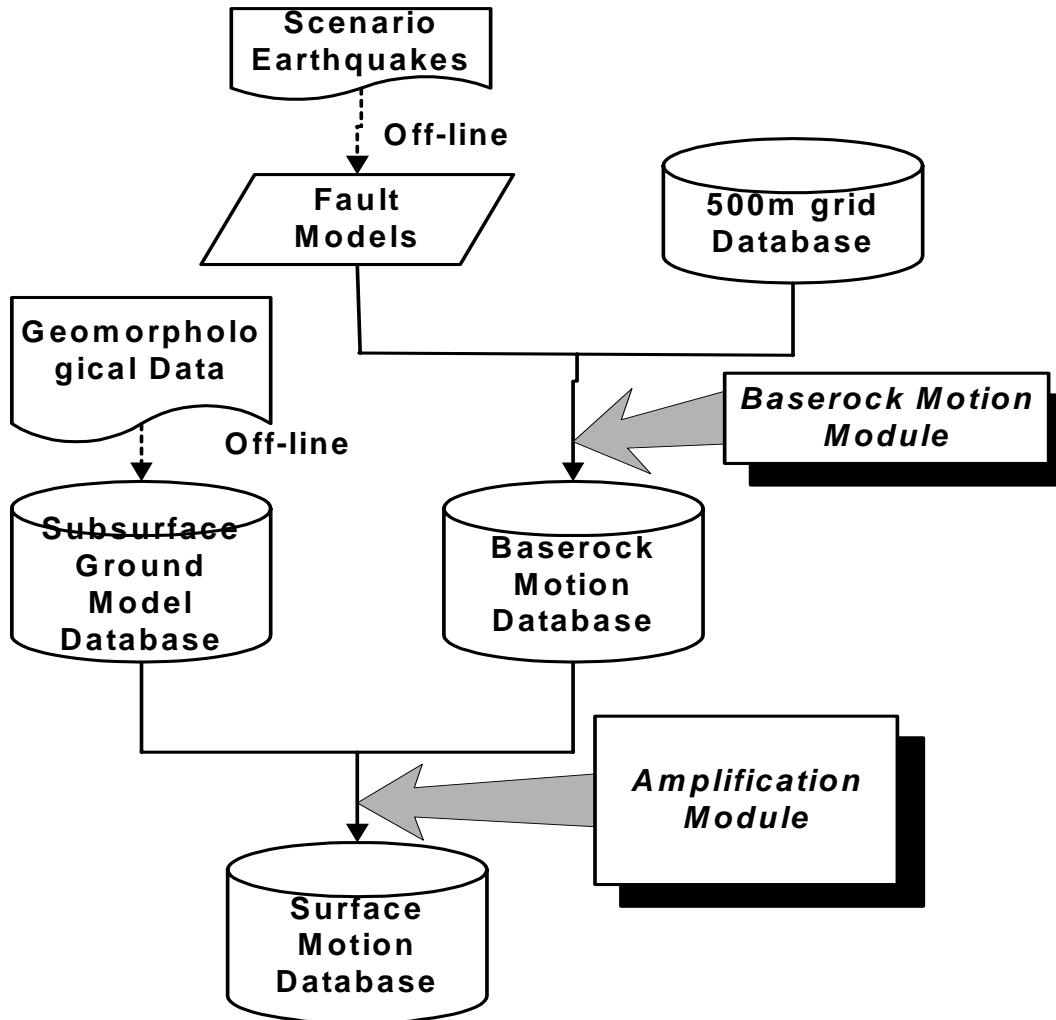 Scenario
Earthquakes
Off-line
Fault
Models
500m grid
Database
Geomorpholo
gical Data
Off-line
Baserock Motion
Module
Subsurface
Ground
Model
Database
Baserock
Motion
Database
Amplification
Module
Surface
Motion
Database